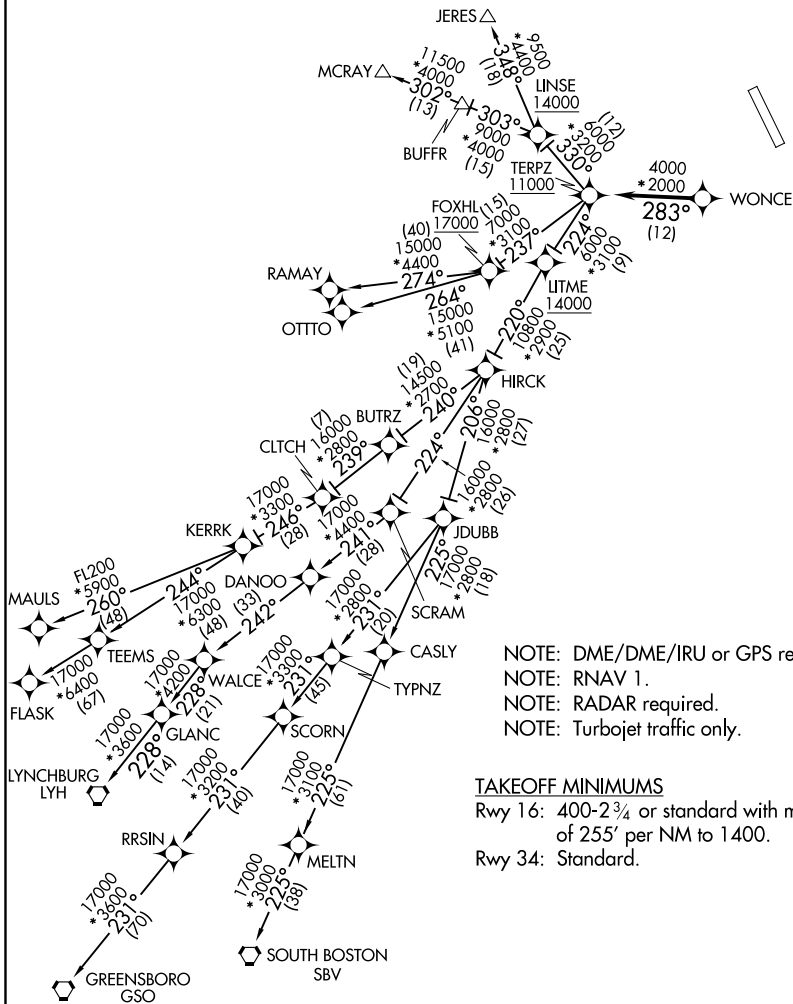 JERES
9500
*4400
348°
(18)
MCRAY
11500
*4000
302°
(13)
BUFFR
303°
9000
*4000
(15)
LINSE
14000
(12)
6000
*3200
330°
TERPZ
11000
4000
*2000
283°
(12)
WONCE
FOXHL
17000
(15)
7000
*3100
237°
(40)
15000
*4400
274°
RAMAY
264°
15000
*5100
(41)
OTTTO
224°
6000
*3100
(9)
LITME
14000
220°
10800
*2900
(25)
HIRCK
(19)
14500
*2700
240°
BUTRZ
(7)
16000
*2800
239°
CLTCH
224°
16000
*2800
(26)
206°
16000
*2800
(27)
17000
*3300
246°
(28)
KERRK
17000
*4400
241°
(28)
SCRAM
JDUBB
FL200
*5900
260°
(48)
MAULS
244°
17000
*6300
(48)
TEEMS
17000
*6400
(67)
FLASK
DANOO
(33)
242°
WALCE
17000
*4200
228°
(21)
GLANC
17000
*3600
228°
(14)
LYNCHBURG
LYH
17000
*2800
231°
(20)
TYPNZ
225°
17000
*2800
(18)
CASLY
17000
*3300
231°
(45)
SCORN
17000
*3200
231°
(40)
RRSIN
17000
*3600
231°
(70)
GREENSBORO
GSO
17000
*3100
225°
(61)
MELTN
17000
*3000
225°
(38)
SOUTH BOSTON
SBV
NOTE: DME/DME/IRU or GPS re
NOTE: RNAV 1.
NOTE: RADAR required.
NOTE: Turbojet traffic only.
TAKEOFF MINIMUMS
Rwy 16: 400-2¾ or standard with m
of 255' per NM to 1400.
Rwy 34: Standard.